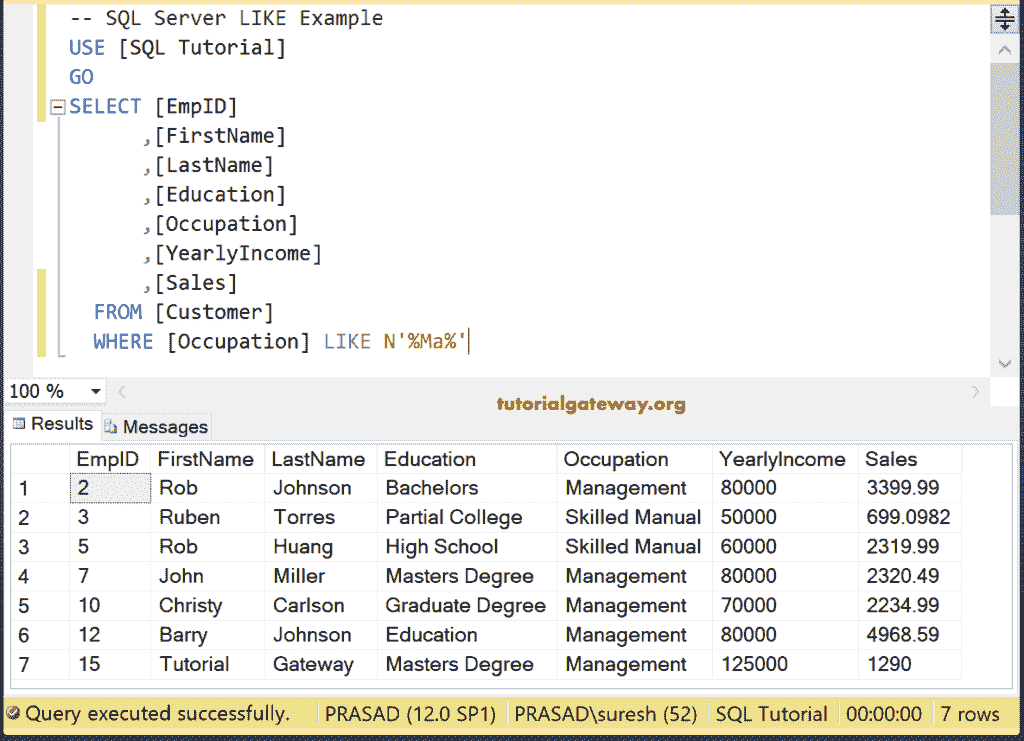 -- SQL Server LIKE Example
USE [SQL Tutorial]
GO
SELECT [EmpID]
,[FirstName]
,[LastName]
,[Education]
,[Occupation]
,[YearlyIncome]
,[Sales]
FROM [Customer]
WHERE [Occupation] LIKE N'%Ma%'
100 %
tutorialgateway.org
Results Messages
EmpID FirstName LastName Education Occupation YearlyIncome Sales
1 2 Rob Johnson Bachelors Management 80000 3399.99
2 3 Ruben Torres Partial College Skilled Manual 50000 699.0982
3 5 Rob Huang High School Skilled Manual 60000 2319.99
4 7 John Miller Masters Degree Management 80000 2320.49
5 10 Christy Carlson Graduate Degree Management 70000 2234.99
6 12 Barry Johnson Education Management 80000 4968.59
7 15 Tutorial Gateway Masters Degree Management 125000 1290
Query executed successfully. PRASAD (12.0 SP1) PRASAD\suresh (52) SQL Tutorial 00:00:00 7 rows